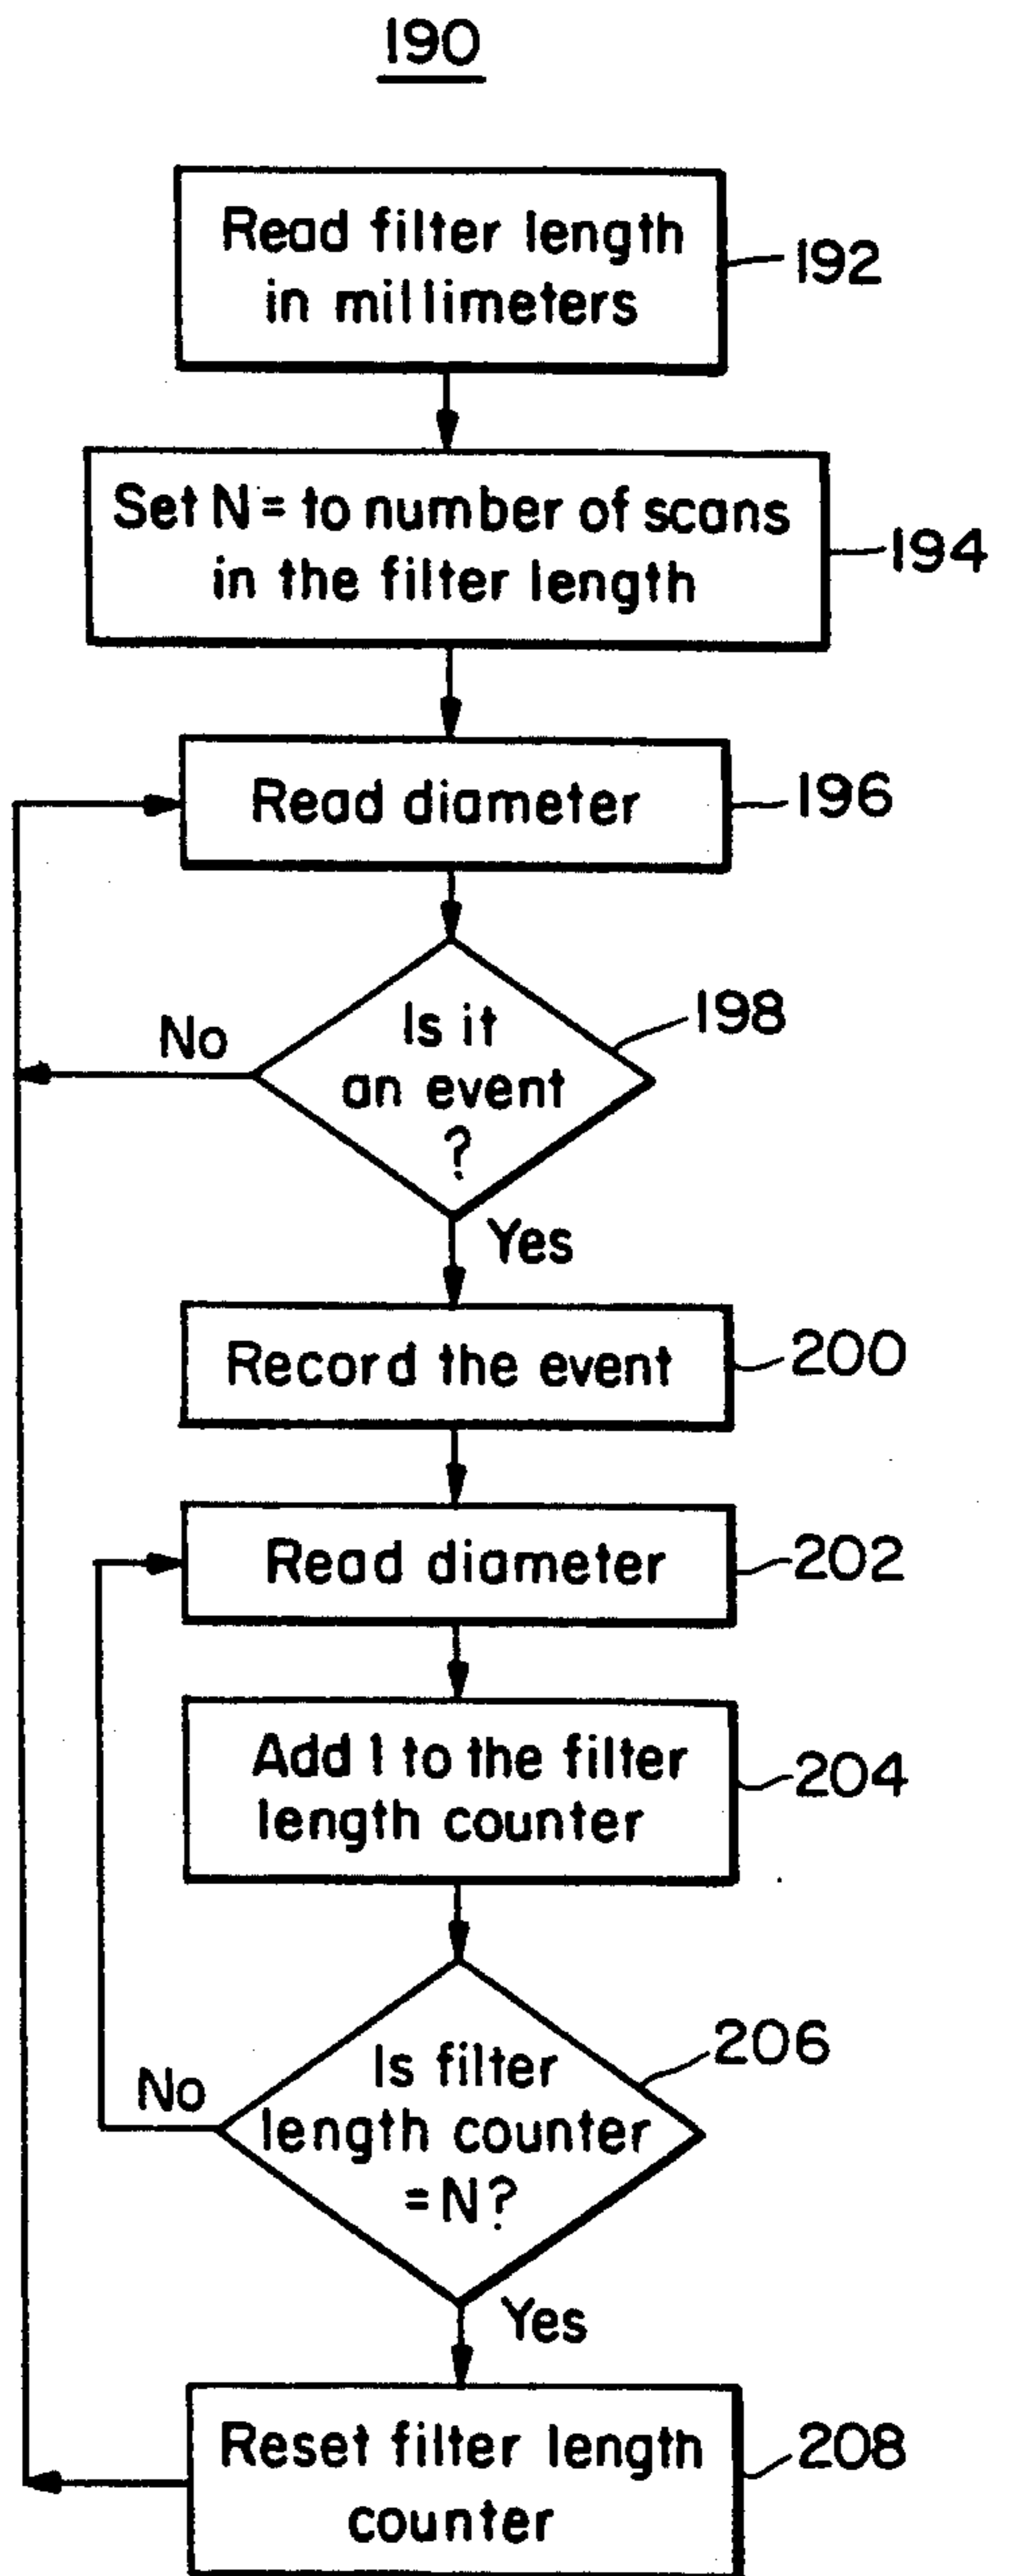 190
Read filter length
in millimeters
192
Set N = to number of scans
in the filter length
194
Read diameter
196
Is it
an event
?
198
No
Yes
Record the event
200
Read diameter
202
Add 1 to the filter
length counter
204
Is filter
length counter
= N?
206
No
Yes
Reset filter length
counter
208